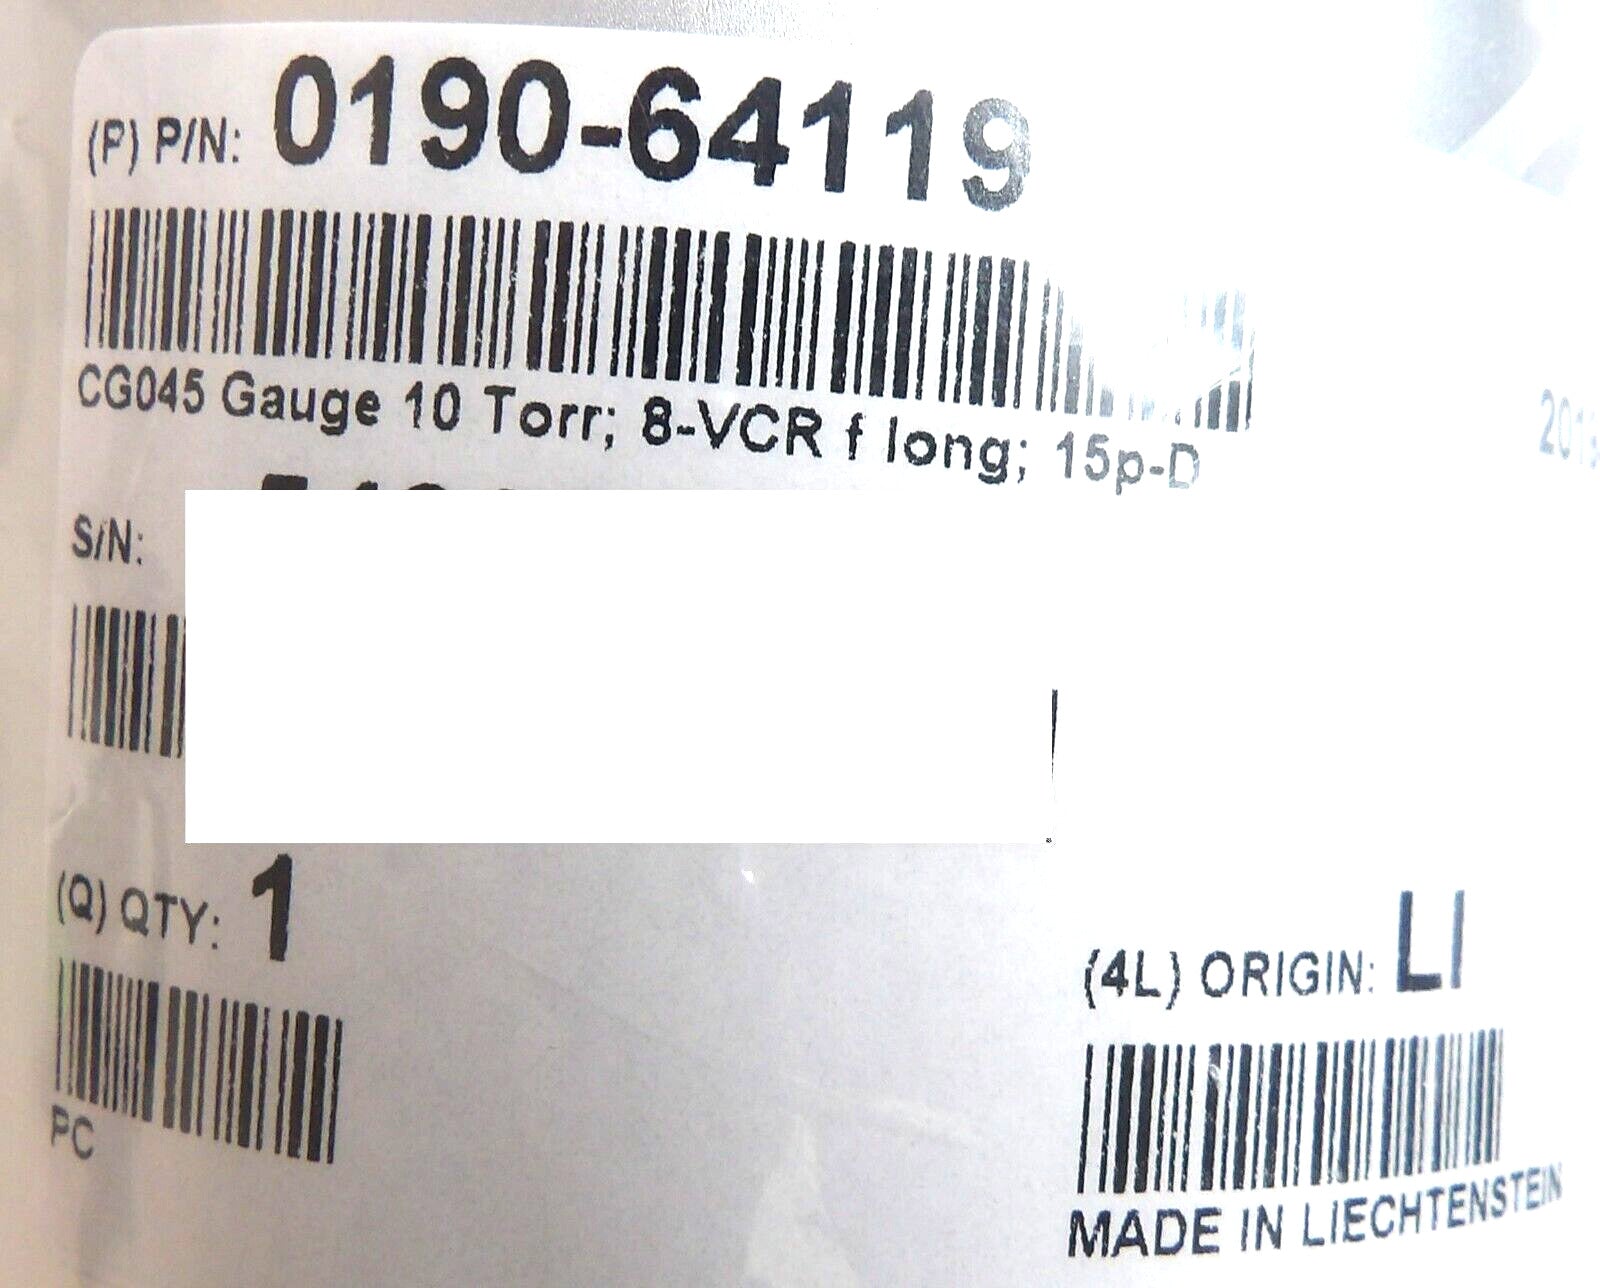 (P) P/N: 0190-64119
CG045 Gauge 10 Torr; 8-VCR f long; 15p-D
S/N:
(Q) QTY: 1
PC
(4L) ORIGIN: LI
MADE IN LIECHTENSTEIN